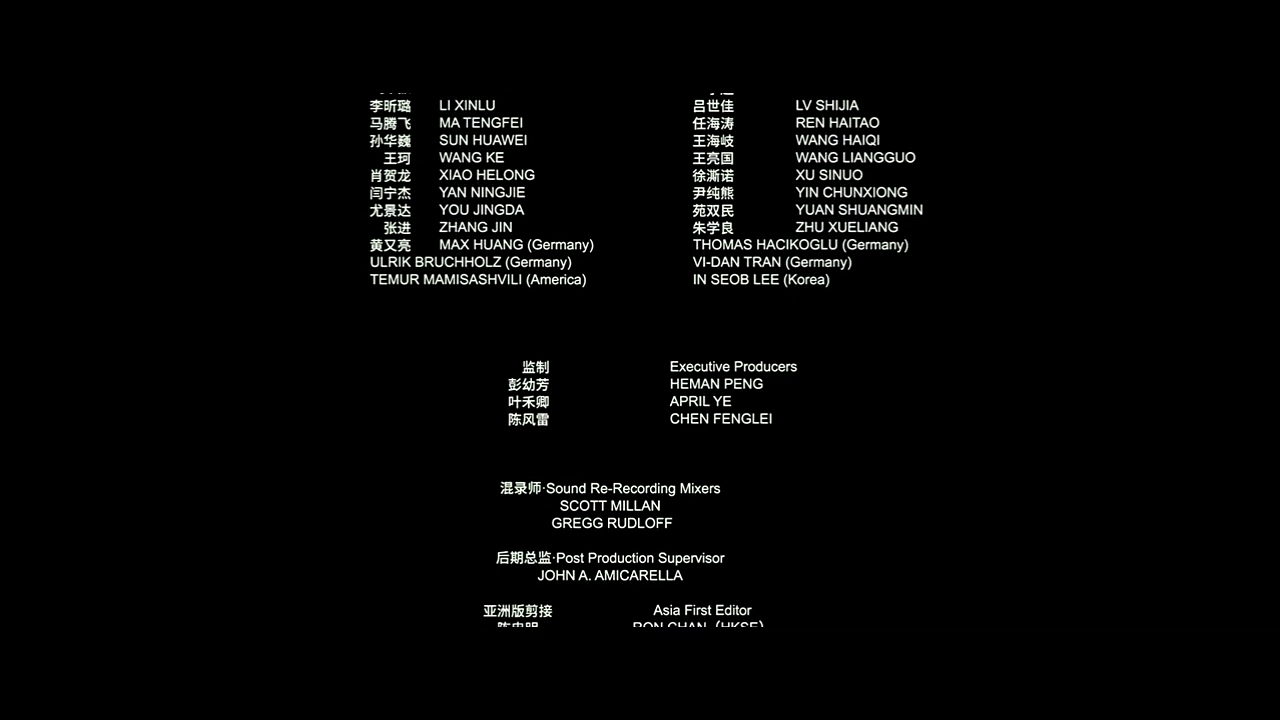 李昕璐 LI XINLU 吕世佳 LV SHIJIA
马腾飞 MA TENGFEI 任海涛 REN HAITAO
孙华巍 SUN HUAWEI 王海岐 WANG HAIQI
王珂 WANG KE 王亮国 WANG LIANGGUO
肖贺龙 XIAO HELONG 徐澌诺 XU SINUO
闫宁杰 YAN NINGJIE 尹纯熊 YIN CHUNXIONG
尤景达 YOU JINGDA 苑双民 YUAN SHUANGMIN
张进 ZHANG JIN 朱学良 ZHU XUELIANG
黄又亮 MAX HUANG (Germany) THOMAS HACIKOGLU (Germany)
ULRIK BRUCHHOLZ (Germany) VI-DAN TRAN (Germany)
TEMUR MAMISASHVILI (America) IN SEOB LEE (Korea)
监制 Executive Producers
彭幼芳 HEMAN PENG
叶禾卿 APRIL YE
陈风雷 CHEN FENGLEI
混录师·Sound Re-Recording Mixers
SCOTT MILLAN
GREGG RUDLOFF
后期总监·Post Production Supervisor
JOHN A. AMICARELLA
亚洲版剪接 Asia First Editor
RON CHAN (HKSE)